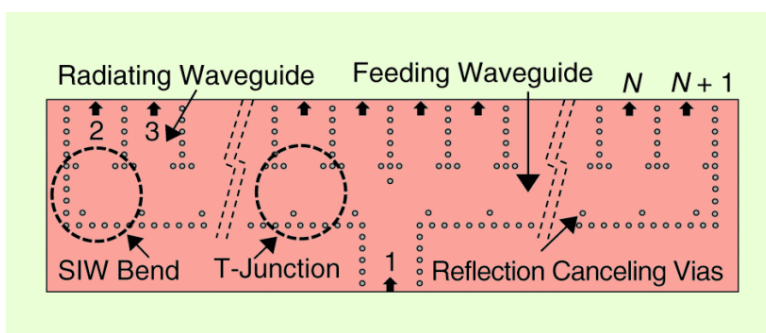 Radiating Waveguide
Feeding Waveguide
N
N + 1
2
3
SIW Bend
T-Junction
1
Reflection Canceling Vias